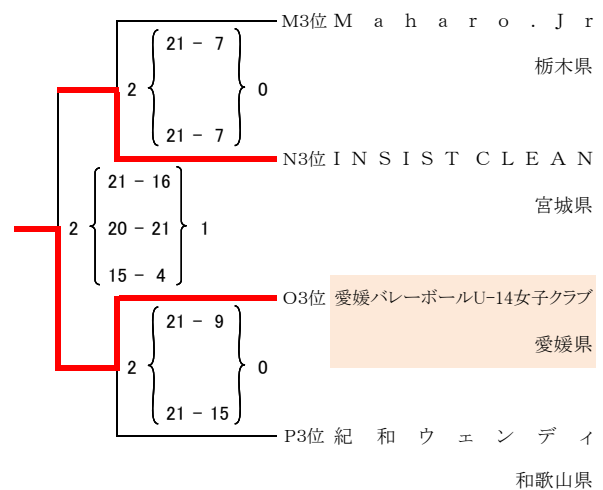 M3位 Maharo.Jr
21 − 7
栃木県
2 0
21 − 7
N3位 INSIST CLEAN
21 − 16
宮城県
2 20 − 21 1
15 − 4
O3位 愛媛バレーボールU-14女子クラブ
21 − 9
愛媛県
2 0
21 − 15
P3位 紀和ウェンディ
和歌山県